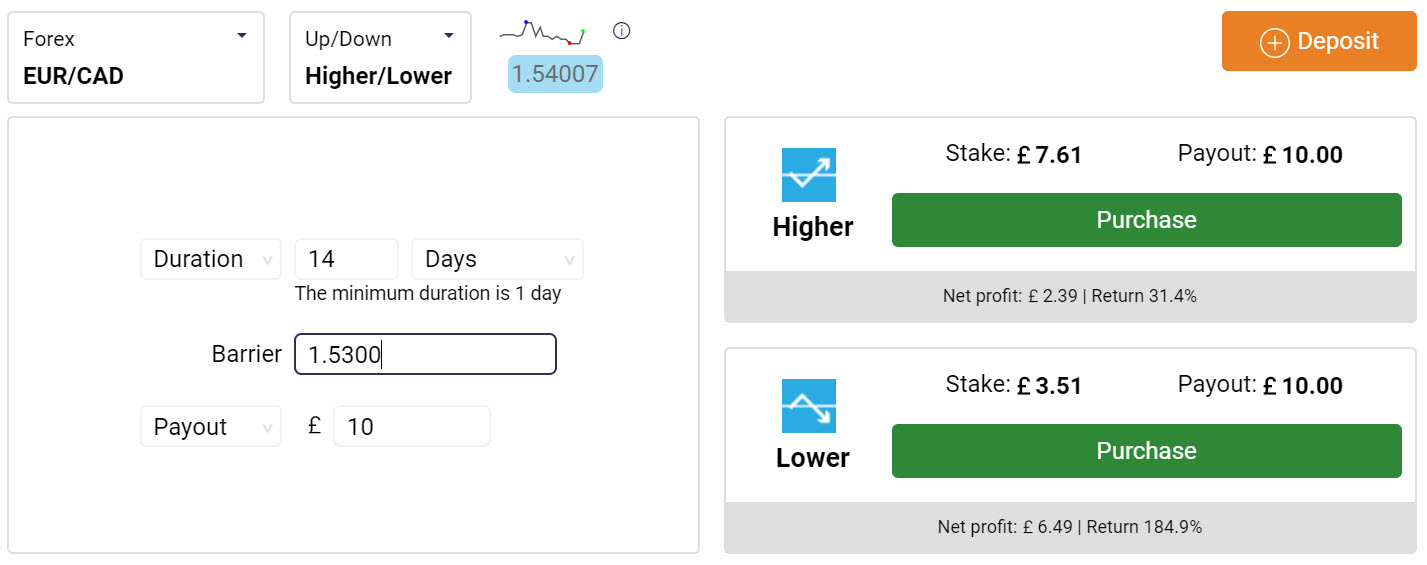 Forex
EUR/CAD
Up/Down
Higher/Lower
1.54007
Deposit
Duration 14 Days
The minimum duration is 1 day
Barrier 1.5300
Payout £ 10
Stake: £ 7.61 Payout: £ 10.00
Higher
Purchase
Net profit: £ 2.39 | Return 31.4%
Stake: £ 3.51 Payout: £ 10.00
Lower
Purchase
Net profit: £ 6.49 | Return 184.9%